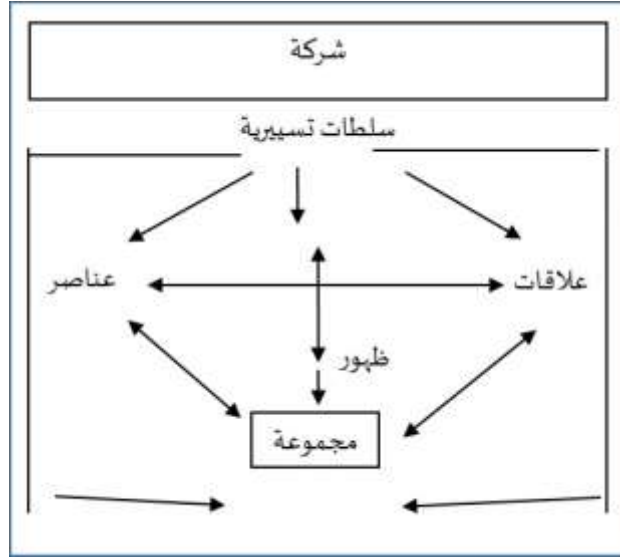 شركة
سلطات تسييرية
علاقات
عناصر
ظهور
مجموعة